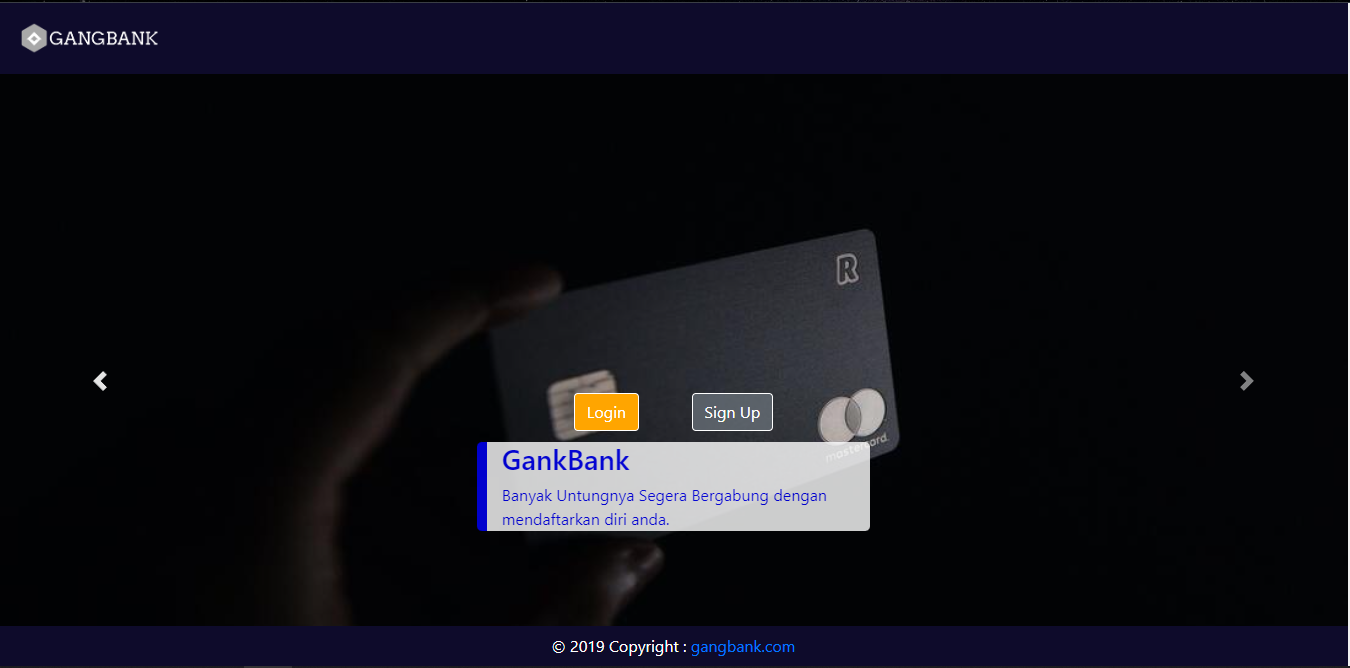 GANGBANK
R
mastercard.
Login
Sign Up
GankBank
Banyak Untungnya Segera Bergabung dengan
mendaftarkan diri anda.
© 2019 Copyright : gangbank.com